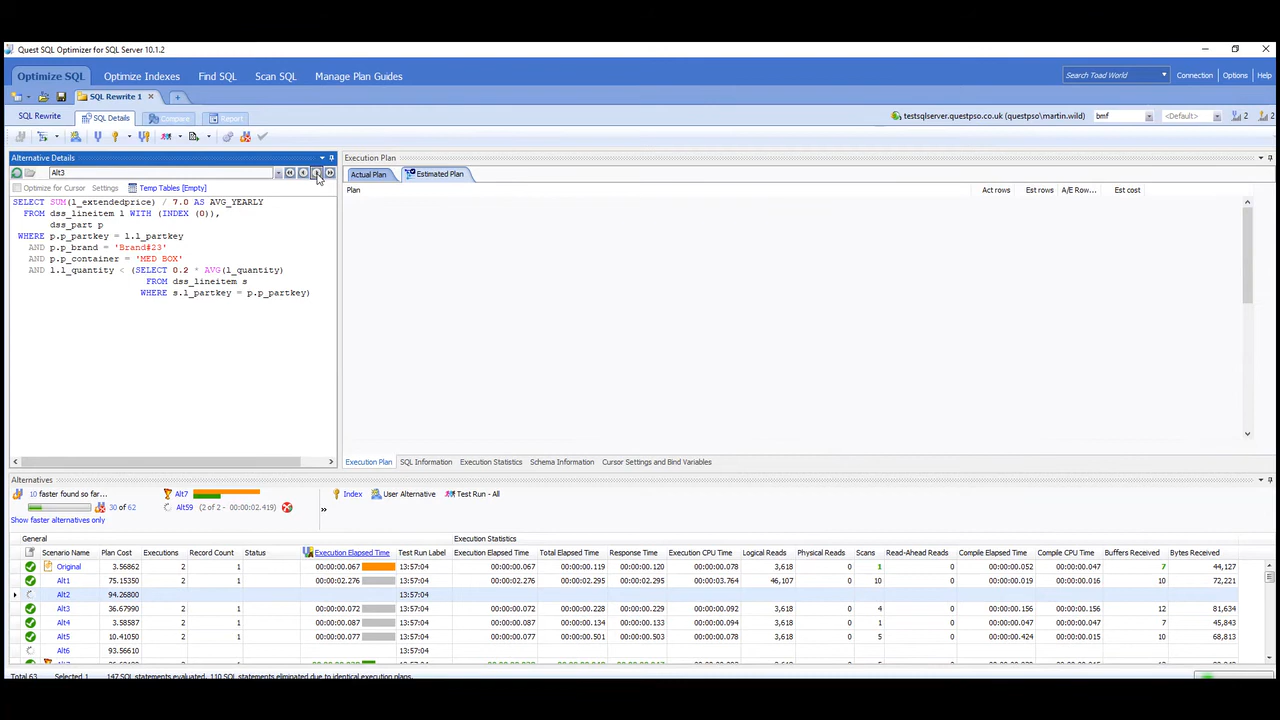 Quest SQL Optimizer for SQL Server 10.1.2
Optimize SQL Optimize Indexes Find SQL Scan SQL Manage Plan Guides Search Toad World Connection Options Help
SQL Rewrite 1
SQL Rewrite SQL Details Compare Report testsqlserver.questpso.co.uk (questpso\martin.wild) bmf <Default> 2 2
Alternative Details
Alt3
Optimize for Cursor Settings Temp Tables [Empty]
SELECT SUM(l_extendedprice) / 7.0 AS AVG_YEARLY
FROM dss_lineitem l WITH (INDEX (0)),
dss_part p
WHERE p.p_partkey = l.l_partkey
AND p.p_brand = 'Brand#23'
AND p.p_container = 'MED BOX'
AND l.l_quantity < (SELECT 0.2 * AVG(l_quantity)
FROM dss_lineitem s
WHERE s.l_partkey = p.p_partkey)
Execution Plan
Actual Plan Estimated Plan
Plan Act rows Est rows A/E Row... Est cost
Execution Plan SQL Information Execution Statistics Schema Information Cursor Settings and Bind Variables
Alternatives
10 faster found so far... Alt7 Index User Alternative Test Run - All
30 of 62 Alt59 (2 of 2 - 00:00:02.419)
Show faster alternatives only
General Execution Statistics
Scenario Name Plan Cost Executions Record Count Status Execution Elapsed Time Test Run Label Execution Elapsed Time Total Elapsed Time Response Time Execution CPU Time Logical Reads Physical Reads Scans Read-Ahead Reads Compile Elapsed Time Compile CPU Time Buffers Received Bytes Received
Original 3.56862 2 1 00:00:00.067 13:57:04 00:00:00.067 00:00:00.119 00:00:00.120 00:00:00.078 3,618 0 1 0 00:00:00.052 00:00:00.047 7 44,127
Alt1 75.15350 2 1 00:00:02.276 13:57:04 00:00:02.276 00:00:02.295 00:00:02.295 00:00:03.764 46,107 0 10 0 00:00:00.019 00:00:00.015 10 72,221
Alt2 94.26800 13:57:04
Alt3 36.67990 2 1 00:00:00.072 13:57:04 00:00:00.072 00:00:00.228 00:00:00.229 00:00:00.092 3,618 0 4 0 00:00:00.156 00:00:00.156 12 81,634
Alt4 3.58587 2 1 00:00:00.087 13:57:04 00:00:00.087 00:00:00.134 00:00:00.133 00:00:00.078 3,618 0 1 0 00:00:00.047 00:00:00.047 7 45,843
Alt5 10.41050 2 1 00:00:00.077 13:57:04 00:00:00.077 00:00:00.501 00:00:00.503 00:00:00.078 3,618 0 5 0 00:00:00.424 00:00:00.015 10 68,813
Alt6 93.56610 13:57:04
Total 63 Selected 1 147 SQL statements evaluated, 110 SQL statements eliminated due to identical execution plans.